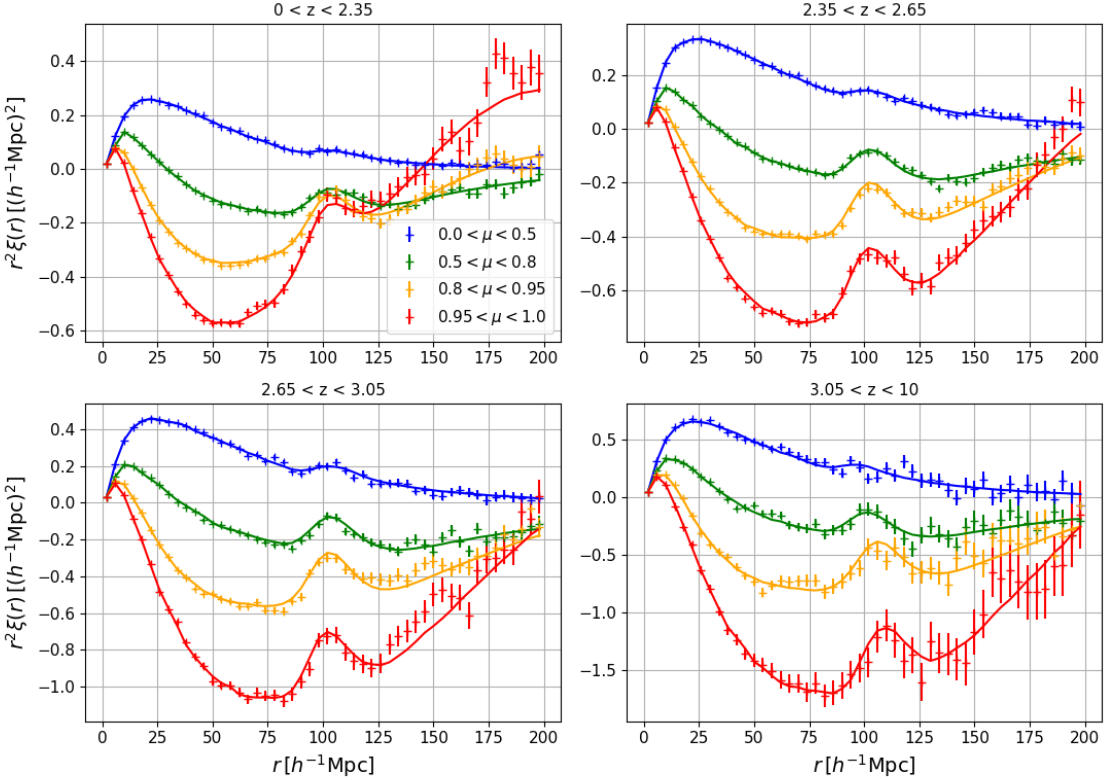 0 < z < 2.35
r²ξ(r) [(h⁻¹Mpc)²]
0.4
0.2
0.0
−0.2
−0.4
−0.6
0 25 50 75 100 125 150 175 200
0.0 < μ < 0.5
0.5 < μ < 0.8
0.8 < μ < 0.95
0.95 < μ < 1.0
2.35 < z < 2.65
0.2
0.0
−0.2
−0.4
−0.6
0 25 50 75 100 125 150 175 200
2.65 < z < 3.05
r²ξ(r) [(h⁻¹Mpc)²]
0.4
0.2
0.0
−0.2
−0.4
−0.6
−0.8
−1.0
0 25 50 75 100 125 150 175 200
r [h⁻¹Mpc]
3.05 < z < 10
0.5
0.0
−0.5
−1.0
−1.5
0 25 50 75 100 125 150 175 200
r [h⁻¹Mpc]